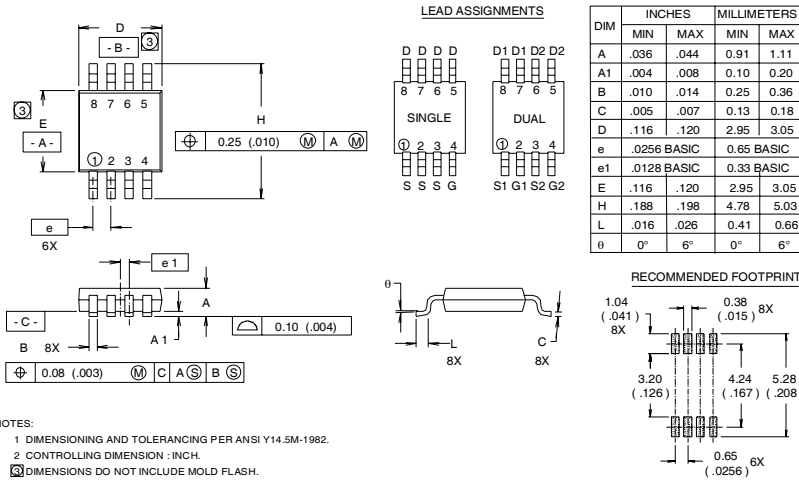 D
- B -
3
8 7 6 5
3
E
- A -
H
0.25 (.010) M A M
1 2 3 4
e
6X
e 1
A
- C -
B 8X
A 1
0.10 (.004)
0.08 (.003) M C A S B S
NOTES:
1 DIMENSIONING AND TOLERANCING PER ANSI Y14.5M-1982.
2 CONTROLLING DIMENSION : INCH.
3 DIMENSIONS DO NOT INCLUDE MOLD FLASH.
LEAD ASSIGNMENTS
D D D D
8 7 6 5
SINGLE
1 2 3 4
S S S G
D1 D1 D2 D2
8 7 6 5
DUAL
1 2 3 4
S1 G1 S2 G2
θ
L
8X
C
8X
DIM INCHES MILLIMETERS
MIN MAX MIN MAX
A .036 .044 0.91 1.11
A1 .004 .008 0.10 0.20
B .010 .014 0.25 0.36
C .005 .007 0.13 0.18
D .116 .120 2.95 3.05
e .0256 BASIC 0.65 BASIC
e1 .0128 BASIC 0.33 BASIC
E .116 .120 2.95 3.05
H .188 .198 4.78 5.03
L .016 .026 0.41 0.66
θ 0° 6° 0° 6°
RECOMMENDED FOOTPRINT
1.04
( .041 )
8X
0.38
( .015 ) 8X
3.20
( .126 )
4.24
( .167 )
5.28
( .208
0.65
( .0256 ) 6X